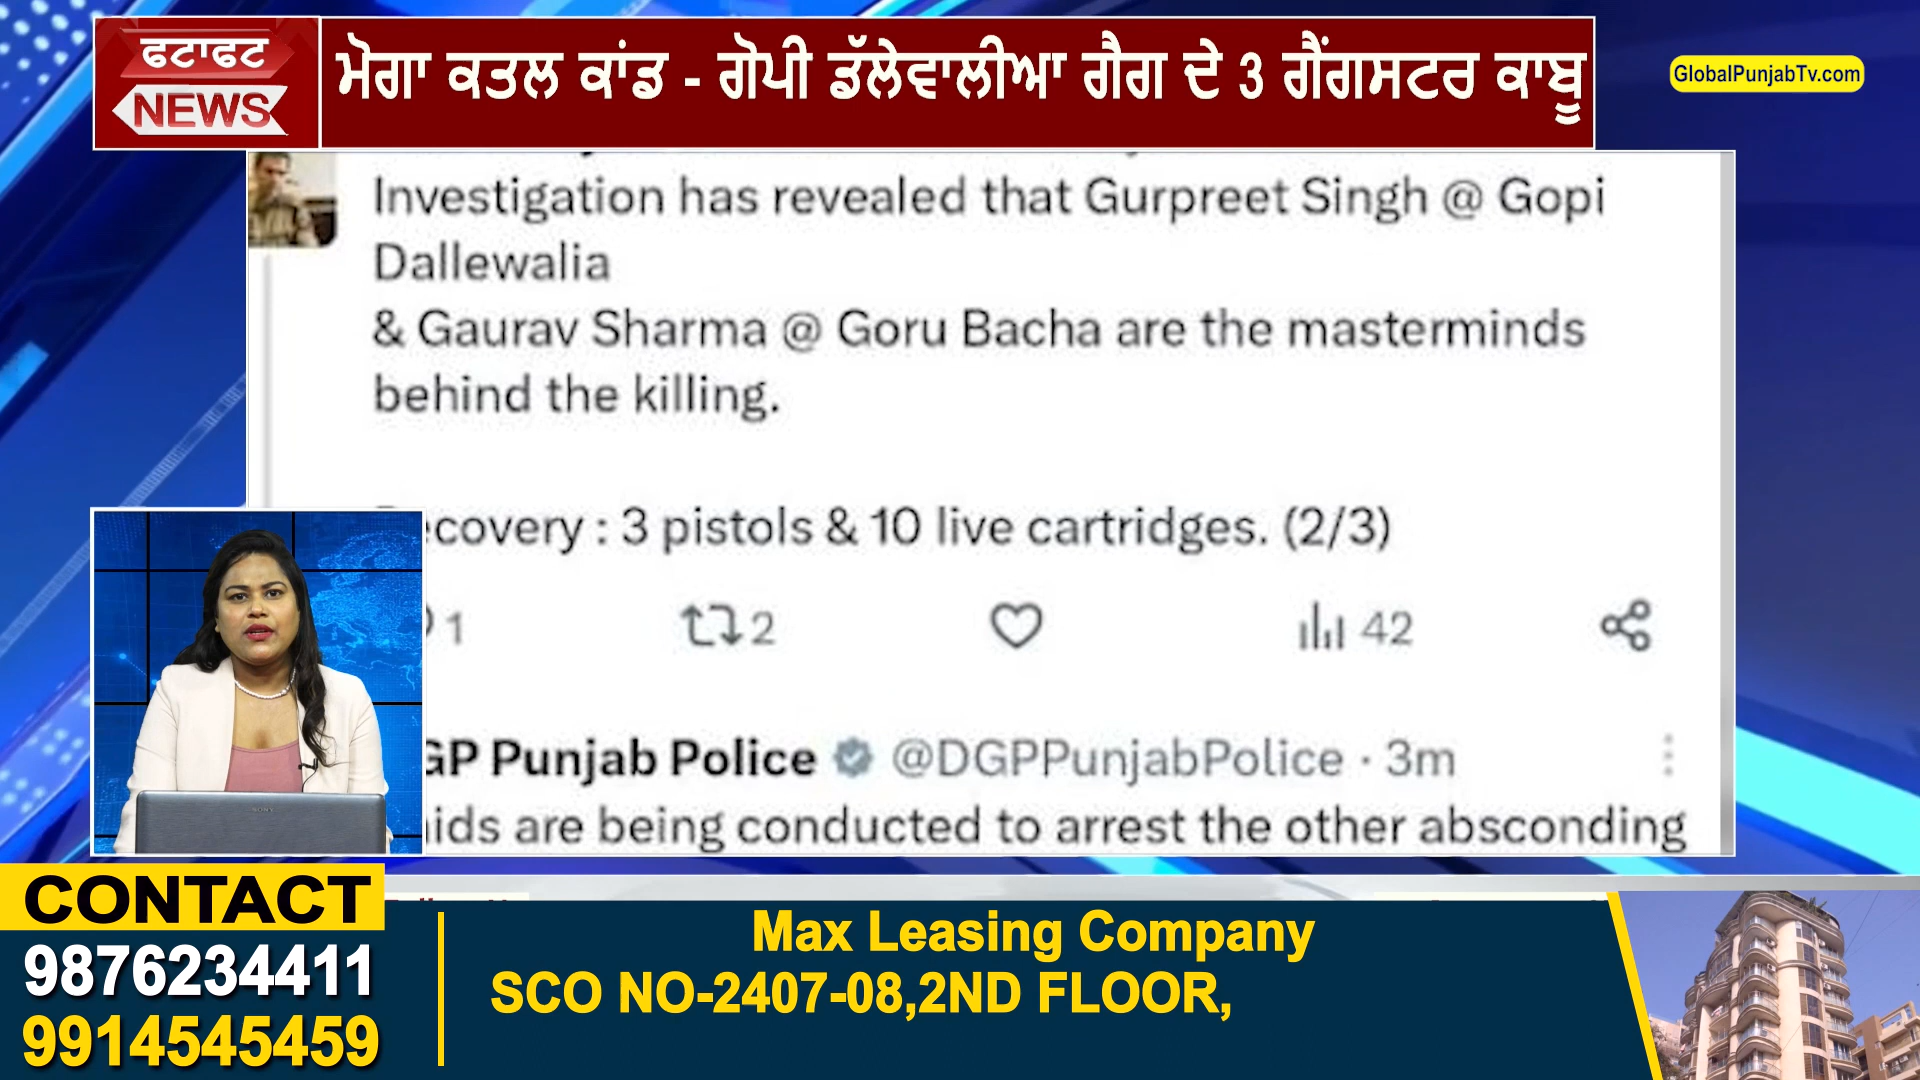 ਫਟਾਫਟ
NEWS
ਮੋਗਾ ਕਤਲ ਕਾਂਡ - ਗੋਪੀ ਡੱਲੇਵਾਲੀਆ ਗੈਗ ਦੇ 3 ਗੈਂਗਸਟਰ ਕਾਬੂ
GlobalPunjabTv.com
Investigation has revealed that Gurpreet Singh @ Gopi
Dallewalia
& Gaurav Sharma @ Goru Bacha are the masterminds
behind the killing.
ecovery : 3 pistols & 10 live cartridges. (2/3)
1 2 42
GP Punjab Police @DGPPunjabPolice · 3m
ids are being conducted to arrest the other absconding
SONY
CONTACT
9876234411
9914545459
Max Leasing Company
SCO NO-2407-08,2ND FLOOR,